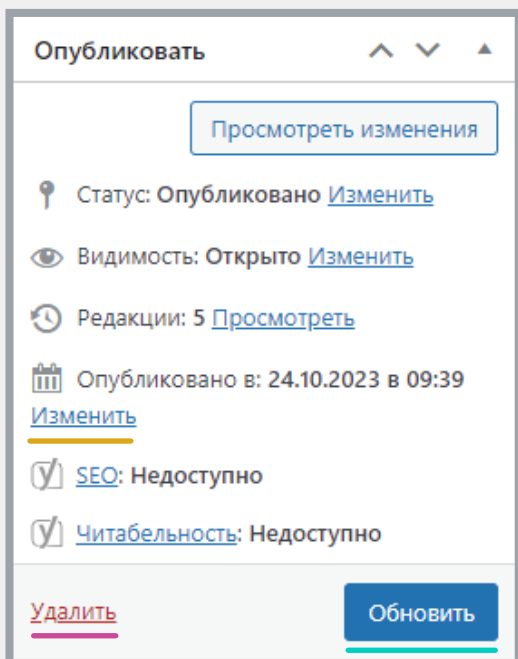 Опубликовать
Просмотреть изменения
Статус: Опубликовано Изменить
Видимость: Открыто Изменить
Редакции: 5 Просмотреть
Опубликовано в: 24.10.2023 в 09:39
Изменить
SEO: Недоступно
Читабельность: Недоступно
Удалить
Обновить